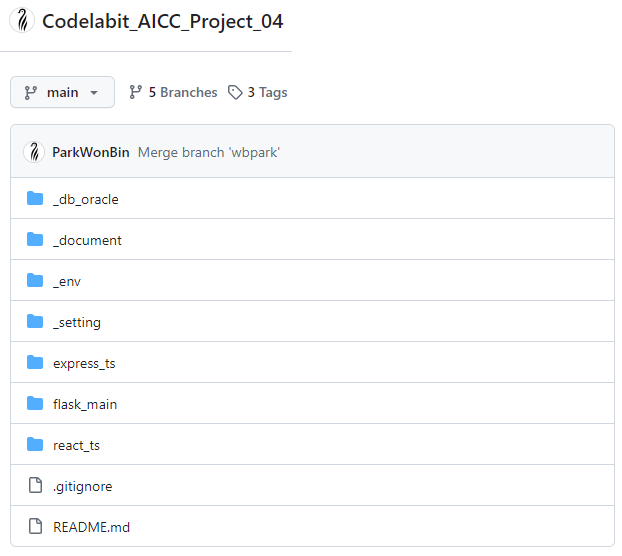 Codelabit_AICC_Project_04
main 5 Branches 3 Tags
ParkWonBin Merge branch 'wbpark'
_db_oracle
_document
_env
_setting
express_ts
flask_main
react_ts
.gitignore
README.md